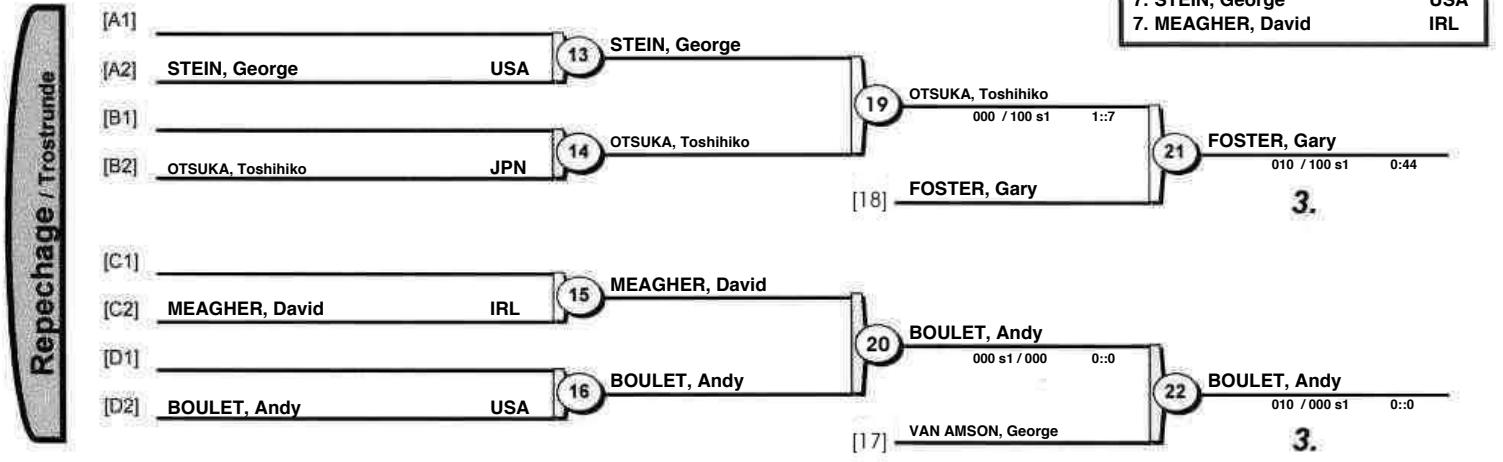 7. STEIN, George USA
7. MEAGHER, David IRL
Repechage / Trostrunde
[A1]
[A2] STEIN, George USA
13 STEIN, George
[B1]
[B2] OTSUKA, Toshihiko JPN
14 OTSUKA, Toshihiko
19 OTSUKA, Toshihiko
000 / 100 s1 1::7
[18] FOSTER, Gary
21 FOSTER, Gary
010 / 100 s1 0:44
3.
[C1]
[C2] MEAGHER, David IRL
15 MEAGHER, David
[D1]
[D2] BOULET, Andy USA
16 BOULET, Andy
20 BOULET, Andy
000 s1 / 000 0::0
[17] VAN AMSON, George
22 BOULET, Andy
010 / 000 s1 0::0
3.